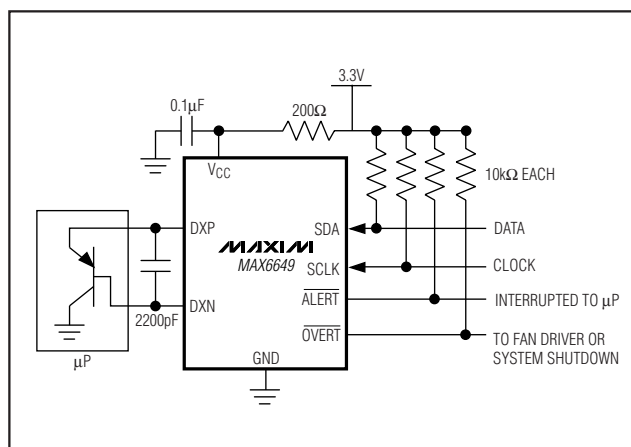 3.3V
0.1µF
200Ω
VCC
10kΩ EACH
DXP
SDA
DATA
MAXIM
MAX6649
SCLK
CLOCK
DXN
ALERT
INTERRUPTED TO µP
2200pF
OVERT
TO FAN DRIVER OR
SYSTEM SHUTDOWN
GND
µP